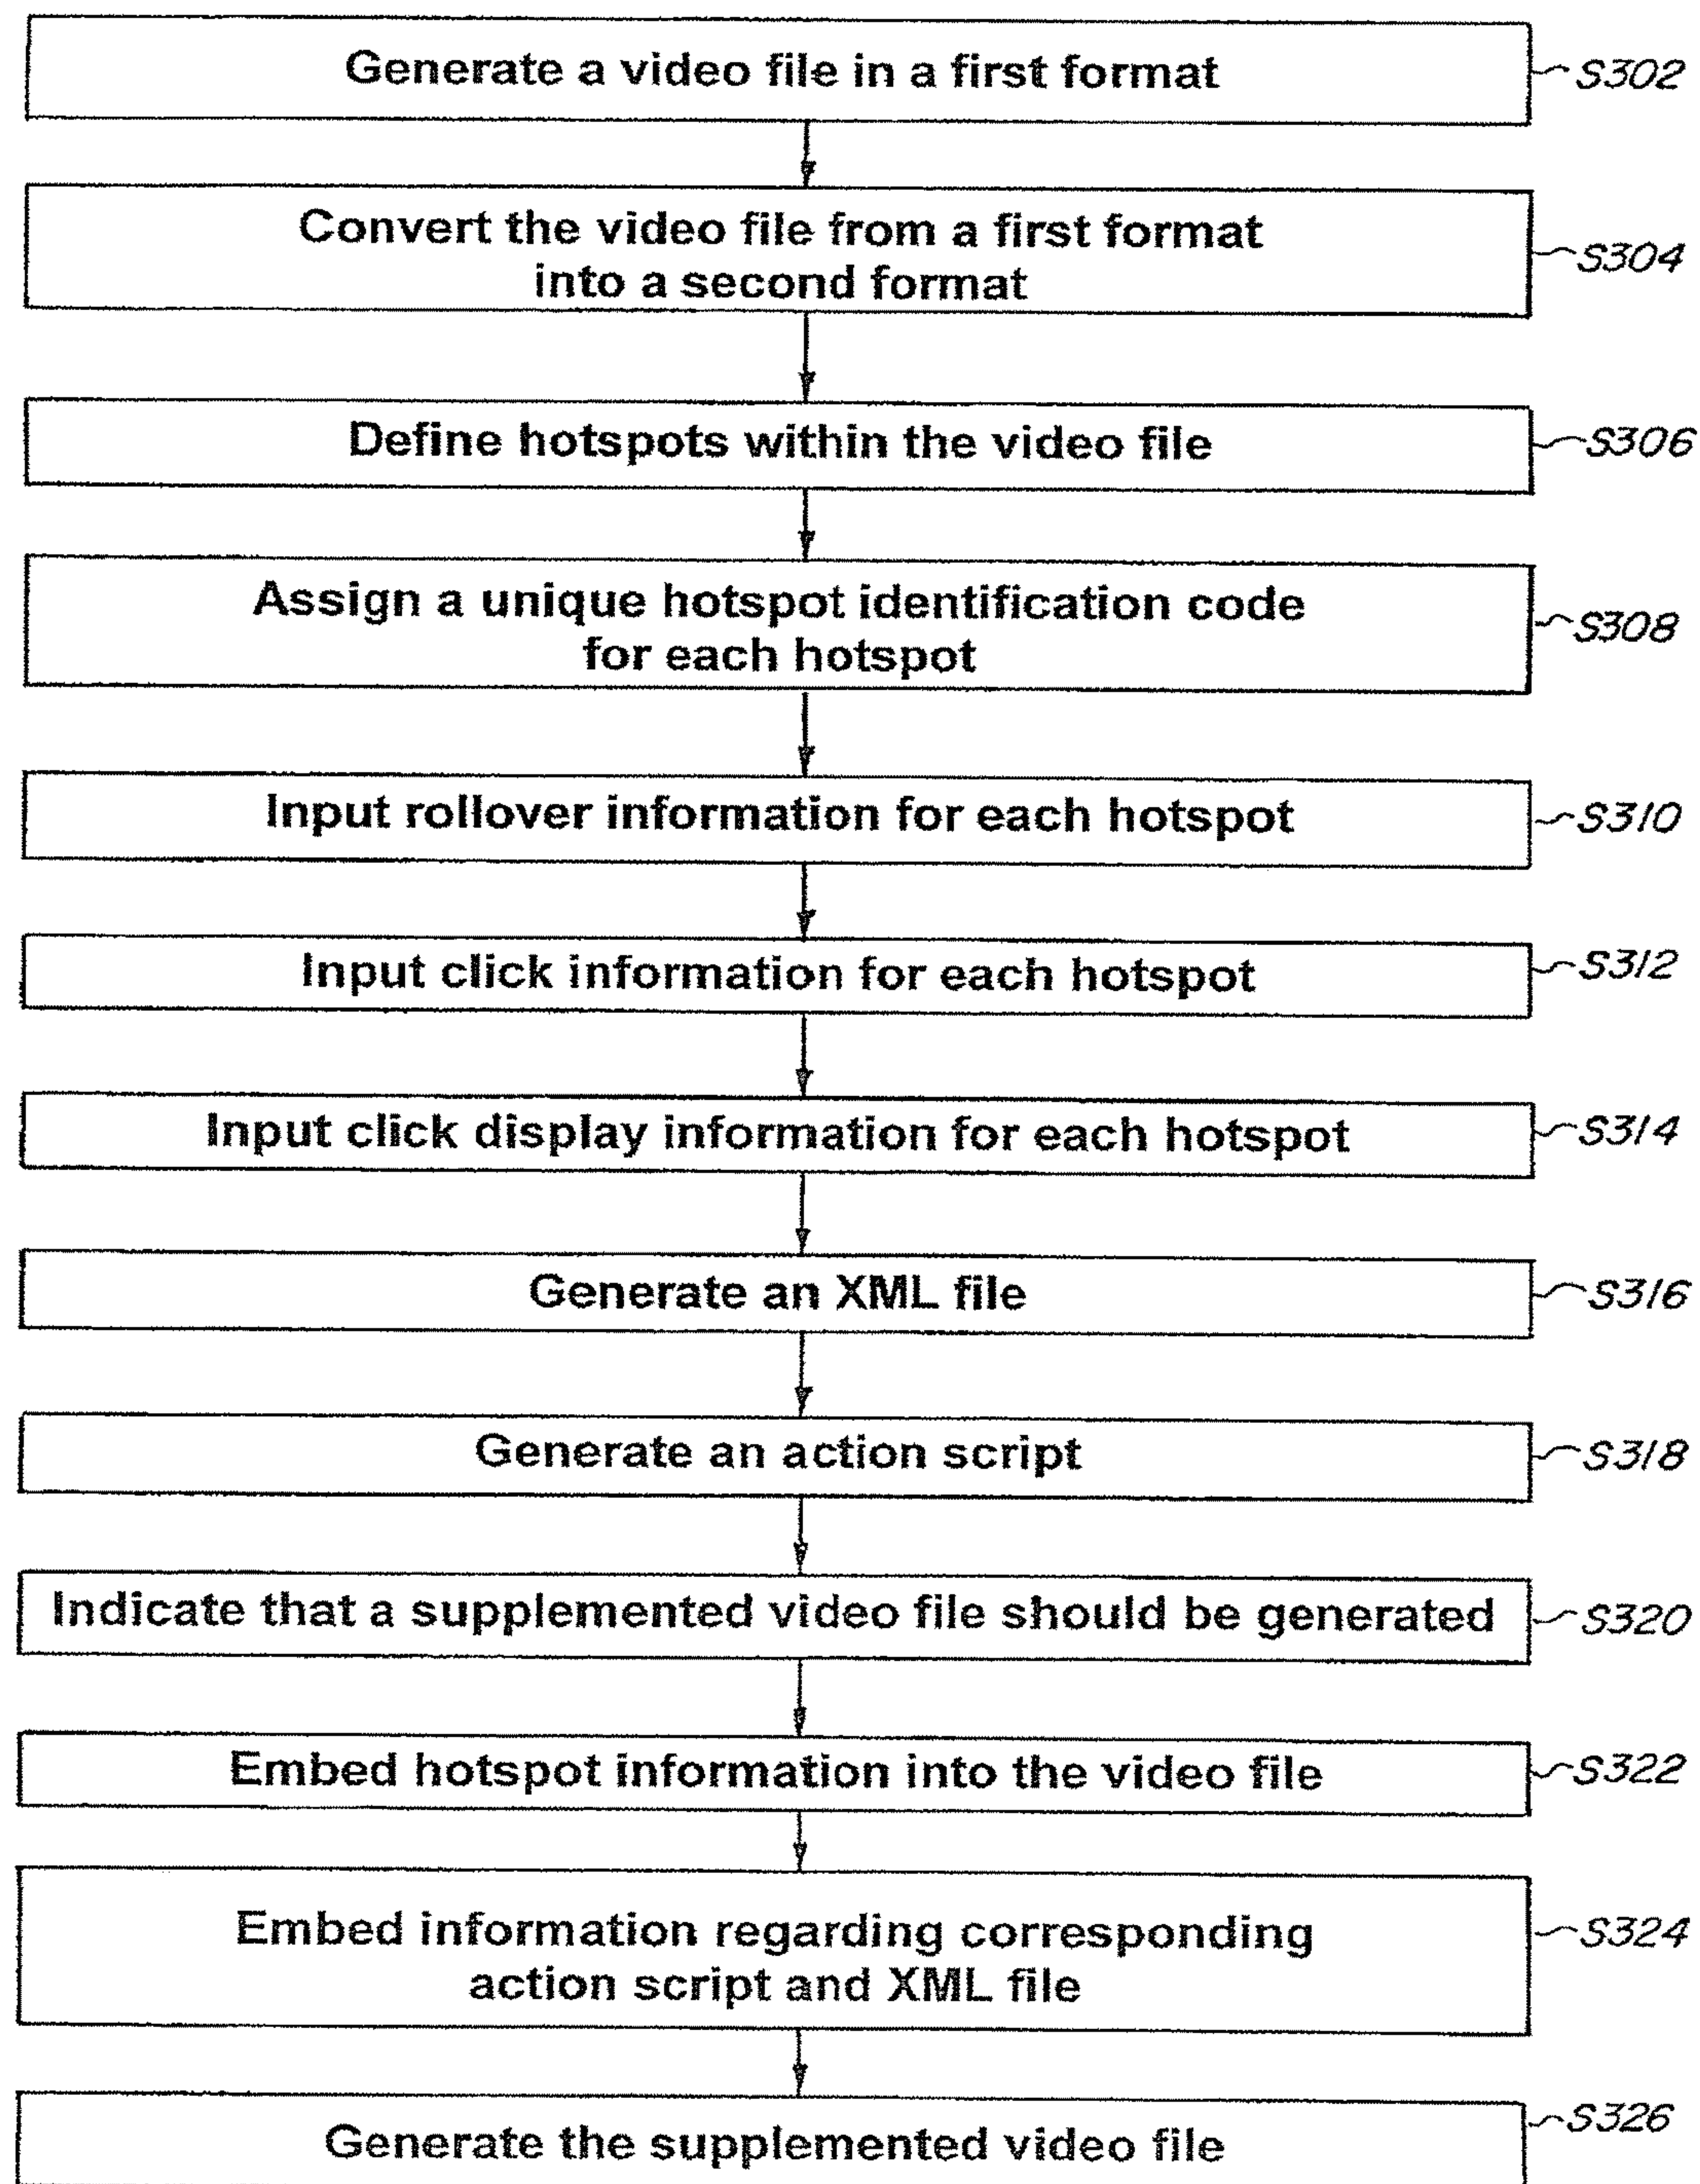 Generate a video file in a first format
S302
Convert the video file from a first format
into a second format
S304
Define hotspots within the video file
S306
Assign a unique hotspot identification code
for each hotspot
S308
Input rollover information for each hotspot
S310
Input click information for each hotspot
S312
Input click display information for each hotspot
S314
Generate an XML file
S316
Generate an action script
S318
Indicate that a supplemented video file should be generated
S320
Embed hotspot information into the video file
S322
Embed information regarding corresponding
action script and XML file
S324
Generate the supplemented video file
S326